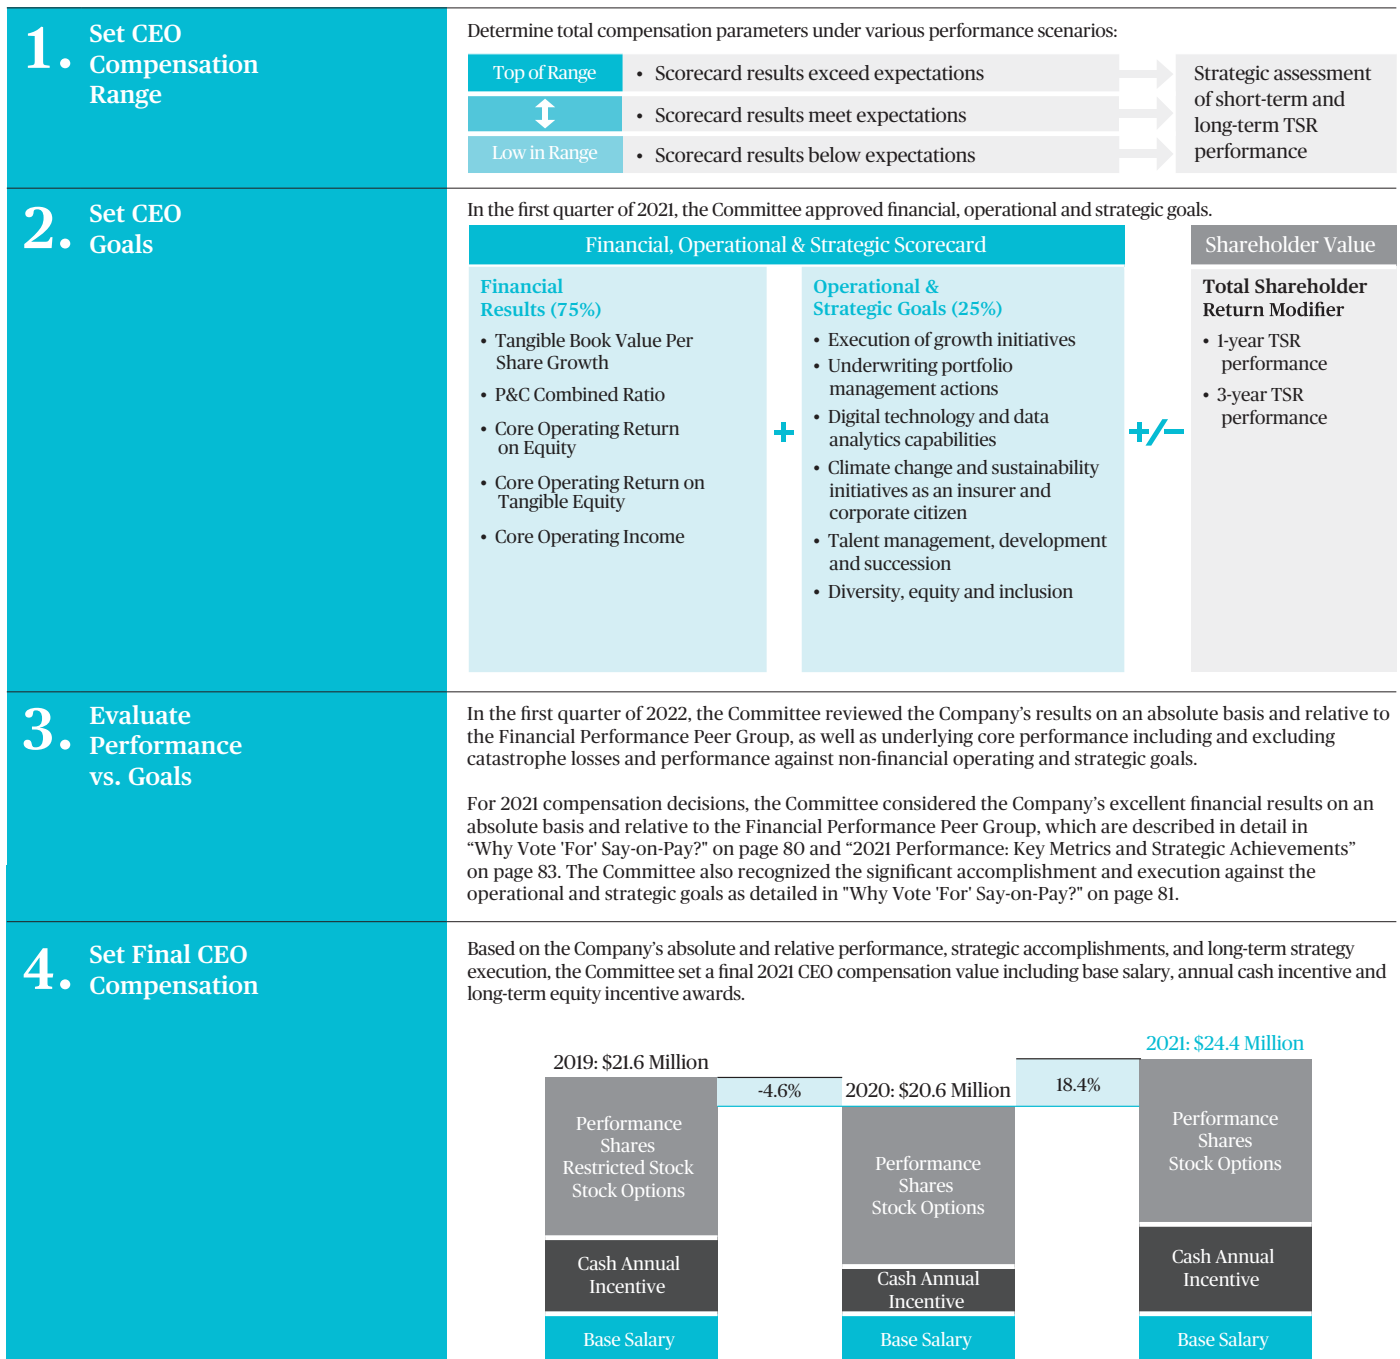 1. Set CEO
Compensation
Range
Determine total compensation parameters under various performance scenarios:
Top of Range
• Scorecard results exceed expectations
• Scorecard results meet expectations
Low in Range
• Scorecard results below expectations
Strategic assessment
of short-term and
long-term TSR
performance
2. Set CEO
Goals
In the first quarter of 2021, the Committee approved financial, operational and strategic goals.
Financial, Operational & Strategic Scorecard
Financial
Results (75%)
• Tangible Book Value Per
Share Growth
• P&C Combined Ratio
• Core Operating Return
on Equity
• Core Operating Return on
Tangible Equity
• Core Operating Income
+
Operational &
Strategic Goals (25%)
• Execution of growth initiatives
• Underwriting portfolio
management actions
• Digital technology and data
analytics capabilities
• Climate change and sustainability
initiatives as an insurer and
corporate citizen
• Talent management, development
and succession
• Diversity, equity and inclusion
+/−
Shareholder Value
Total Shareholder
Return Modifier
• 1-year TSR
performance
• 3-year TSR
performance
3. Evaluate
Performance
vs. Goals
In the first quarter of 2022, the Committee reviewed the Company’s results on an absolute basis and relative to
the Financial Performance Peer Group, as well as underlying core performance including and excluding
catastrophe losses and performance against non-financial operating and strategic goals.
For 2021 compensation decisions, the Committee considered the Company’s excellent financial results on an
absolute basis and relative to the Financial Performance Peer Group, which are described in detail in
“Why Vote 'For' Say-on-Pay?" on page 80 and “2021 Performance: Key Metrics and Strategic Achievements”
on page 83. The Committee also recognized the significant accomplishment and execution against the
operational and strategic goals as detailed in "Why Vote 'For' Say-on-Pay?" on page 81.
4. Set Final CEO
Compensation
Based on the Company’s absolute and relative performance, strategic accomplishments, and long-term strategy
execution, the Committee set a final 2021 CEO compensation value including base salary, annual cash incentive and
long-term equity incentive awards.
2019: $21.6 Million
Performance
Shares
Restricted Stock
Stock Options
Cash Annual
Incentive
Base Salary
-4.6%
2020: $20.6 Million
Performance
Shares
Stock Options
Cash Annual
Incentive
Base Salary
18.4%
2021: $24.4 Million
Performance
Shares
Stock Options
Cash Annual
Incentive
Base Salary